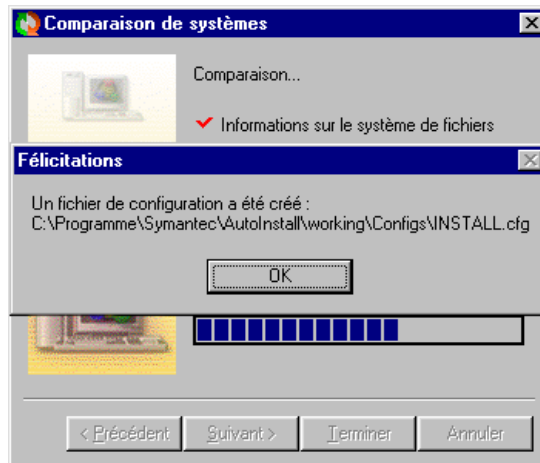 Comparaison de systèmes
Comparaison...
Informations sur le système de fichiers
Félicitations
Un fichier de configuration a été créé :
C:\Programme\Symantec\AutoInstall\working\Configs\INSTALL.cfg
OK
< Précédent
Suivant >
Terminer
Annuler